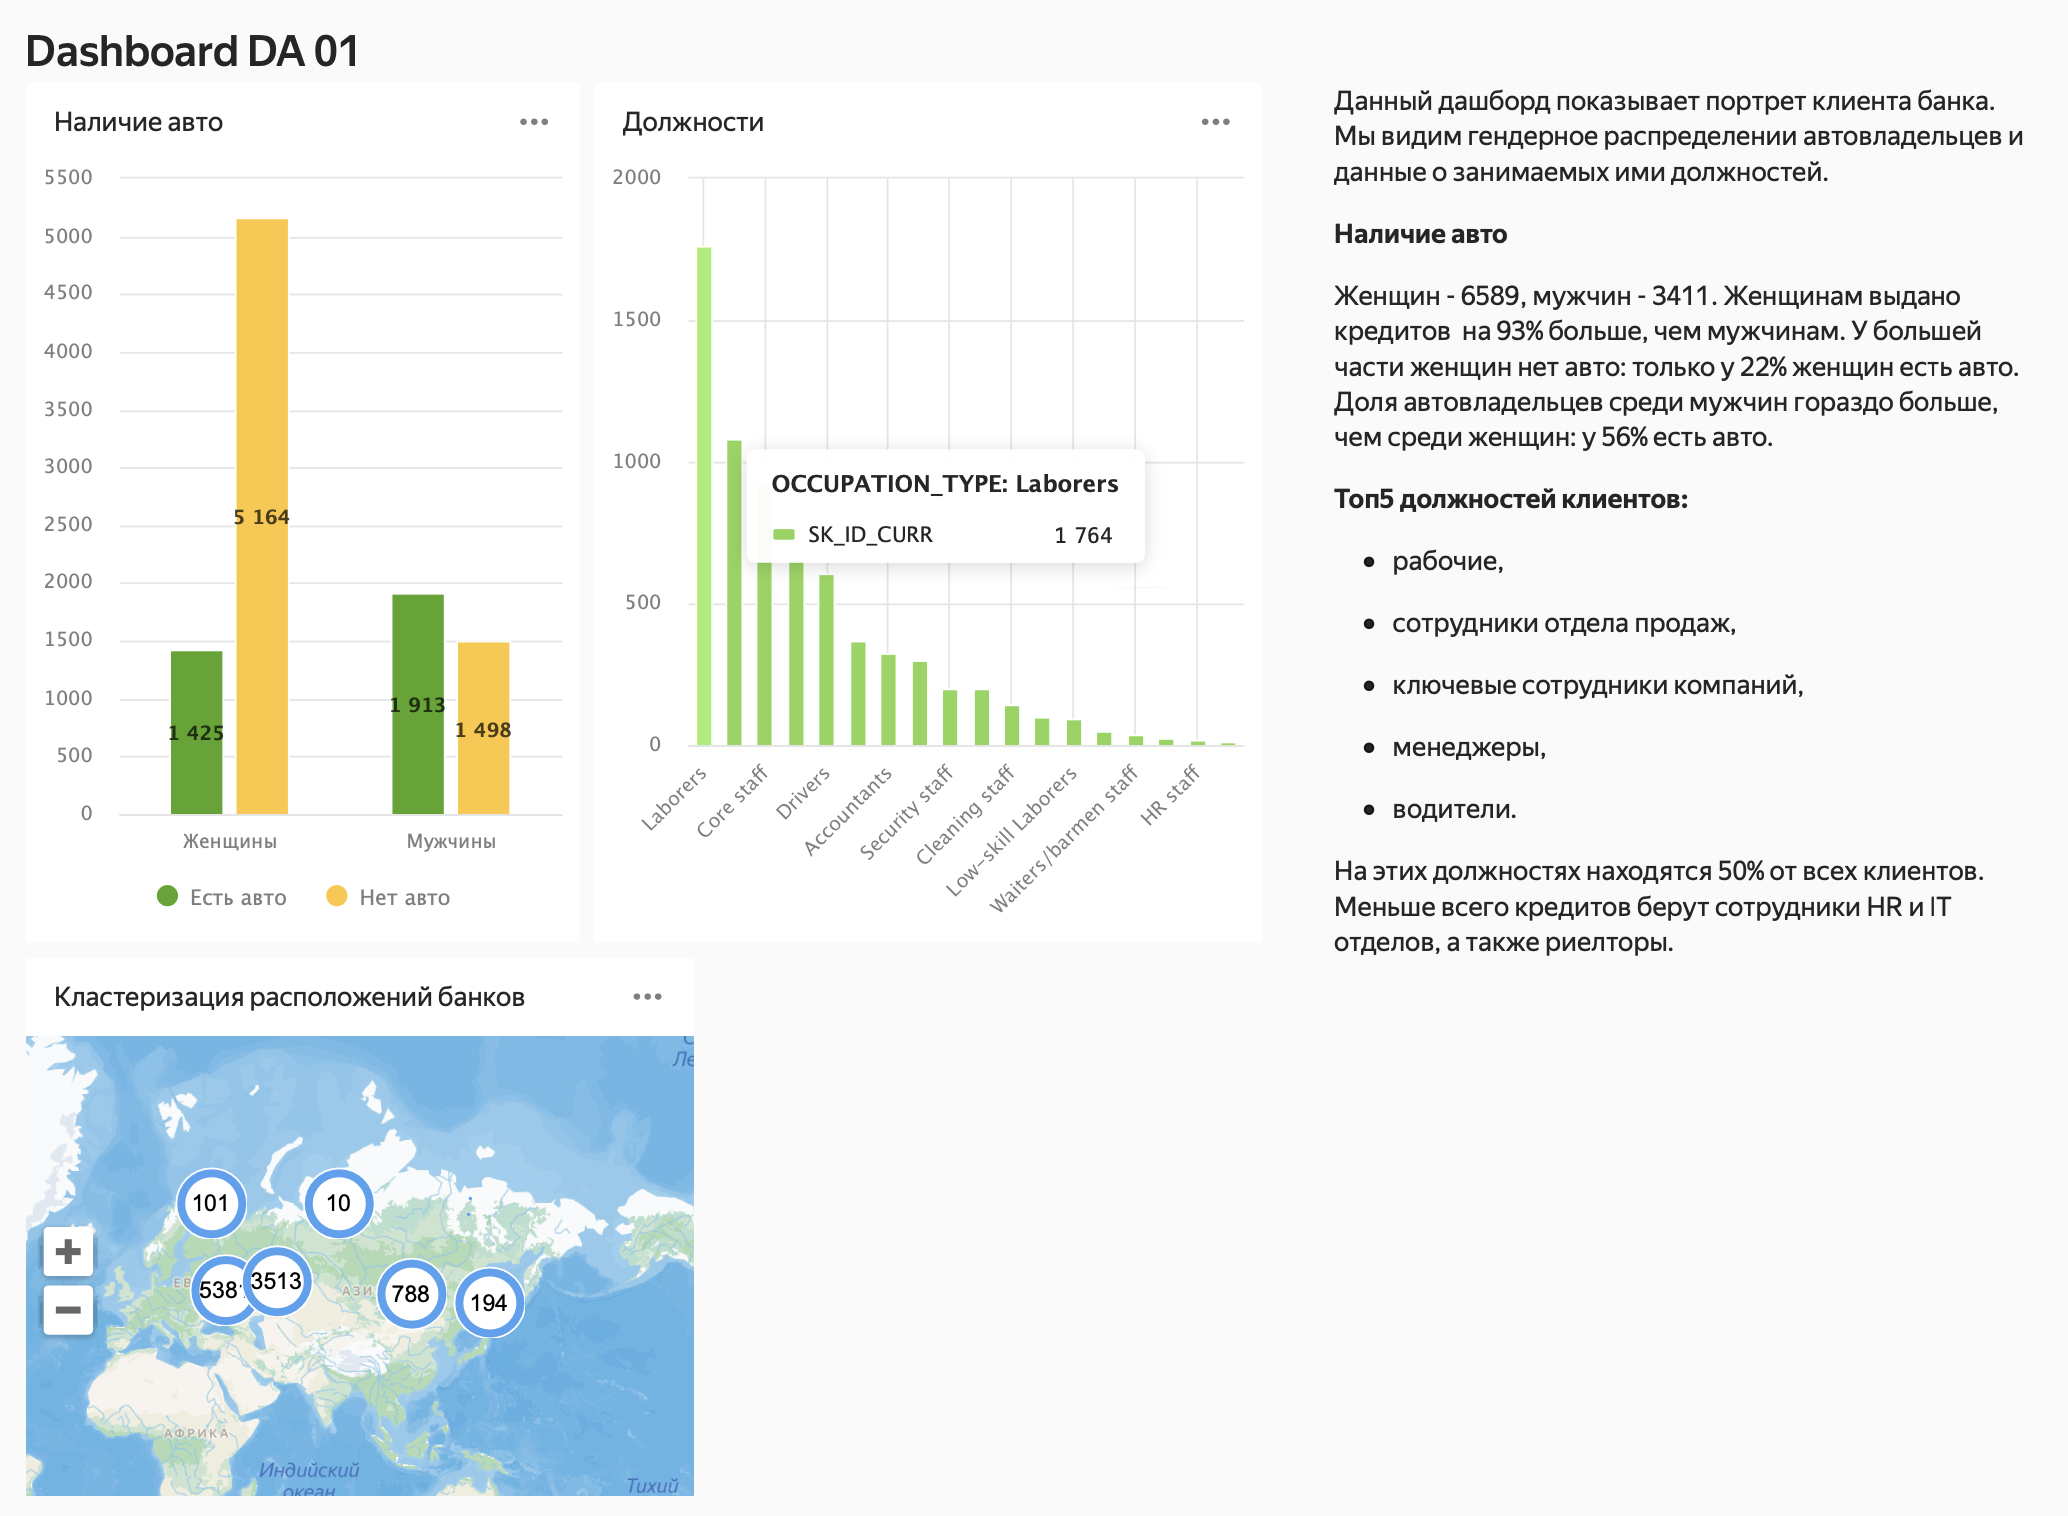 Dashboard DA 01
Наличие авто
5500
5000
4500
4000
3500
3000
2500
2000
1500
1000
500
0
1 425
5 164
1 913
1 498
Женщины
Мужчины
Есть авто
Нет авто
Должности
2000
1500
1000
500
0
OCCUPATION_TYPE: Laborers
SK_ID_CURR 1 764
Laborers
Core staff
Drivers
Accountants
Security staff
Cleaning staff
Low-skill Laborers
Waiters/barmen staff
HR staff
Данный дашборд показывает портрет клиента банка.
Мы видим гендерное распределении автовладельцев и
данные о занимаемых ими должностей.
Наличие авто
Женщин - 6589, мужчин - 3411. Женщинам выдано
кредитов на 93% больше, чем мужчинам. У большей
части женщин нет авто: только у 22% женщин есть авто.
Доля автовладельцев среди мужчин гораздо больше,
чем среди женщин: у 56% есть авто.
Топ5 должностей клиентов:
• рабочие,
• сотрудники отдела продаж,
• ключевые сотрудники компаний,
• менеджеры,
• водители.
На этих должностях находятся 50% от всех клиентов.
Меньше всего кредитов берут сотрудники HR и IT
отделов, а также риелторы.
Кластеризация расположений банков
Ле
101
10
3513
788
194
АЗИ
АФРИКА
Индийский
океан
Тихий